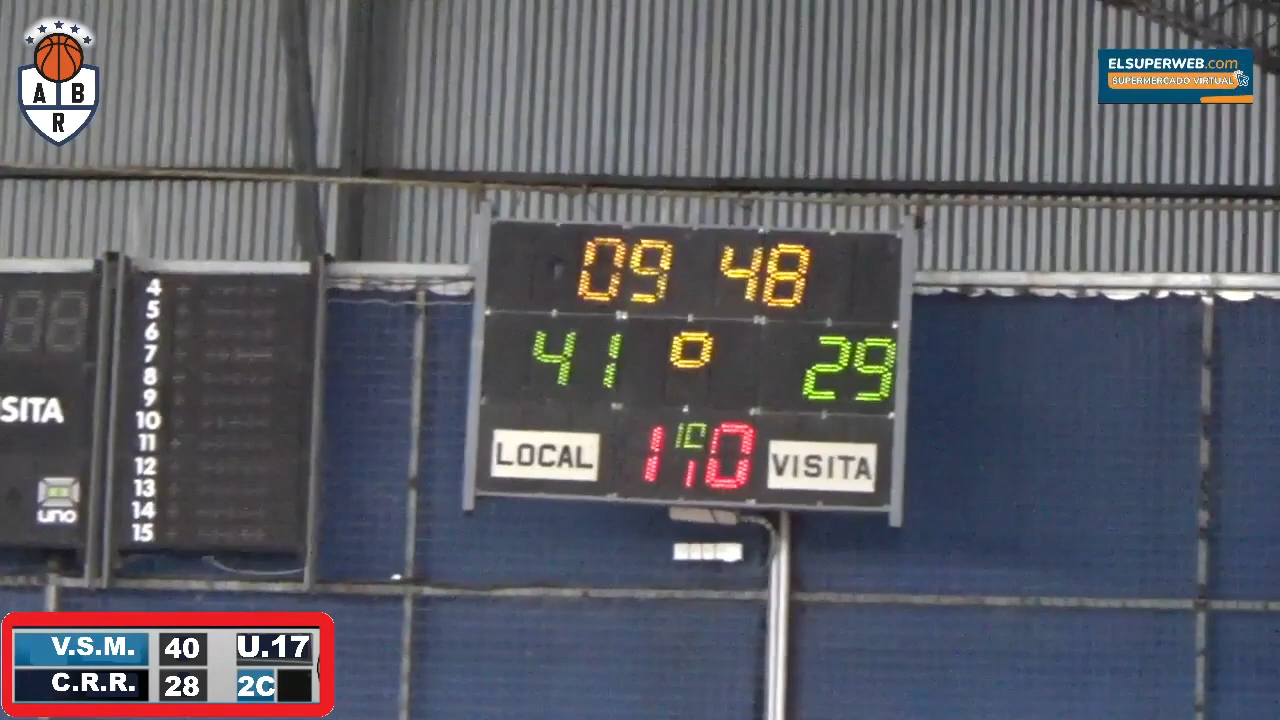 A B
R
ELSUPERWEB.com
SUPERMERCADO VIRTUAL
09 48
41 29
1 0
LOCAL
VISITA
SITA
uno
4
5
6
7
8
9
10
11
12
13
14
15
V.S.M. 40 U.17
C.R.R. 28 2C